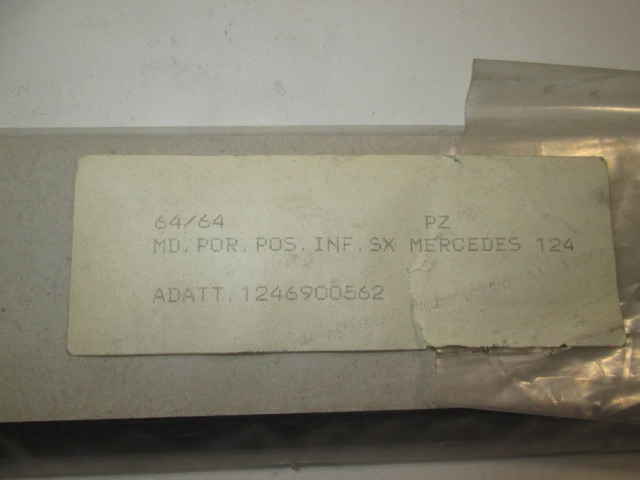 64/64 PZ
MD.POR.POS.INF.SX MERCEDES 124
ADATT.1246900562